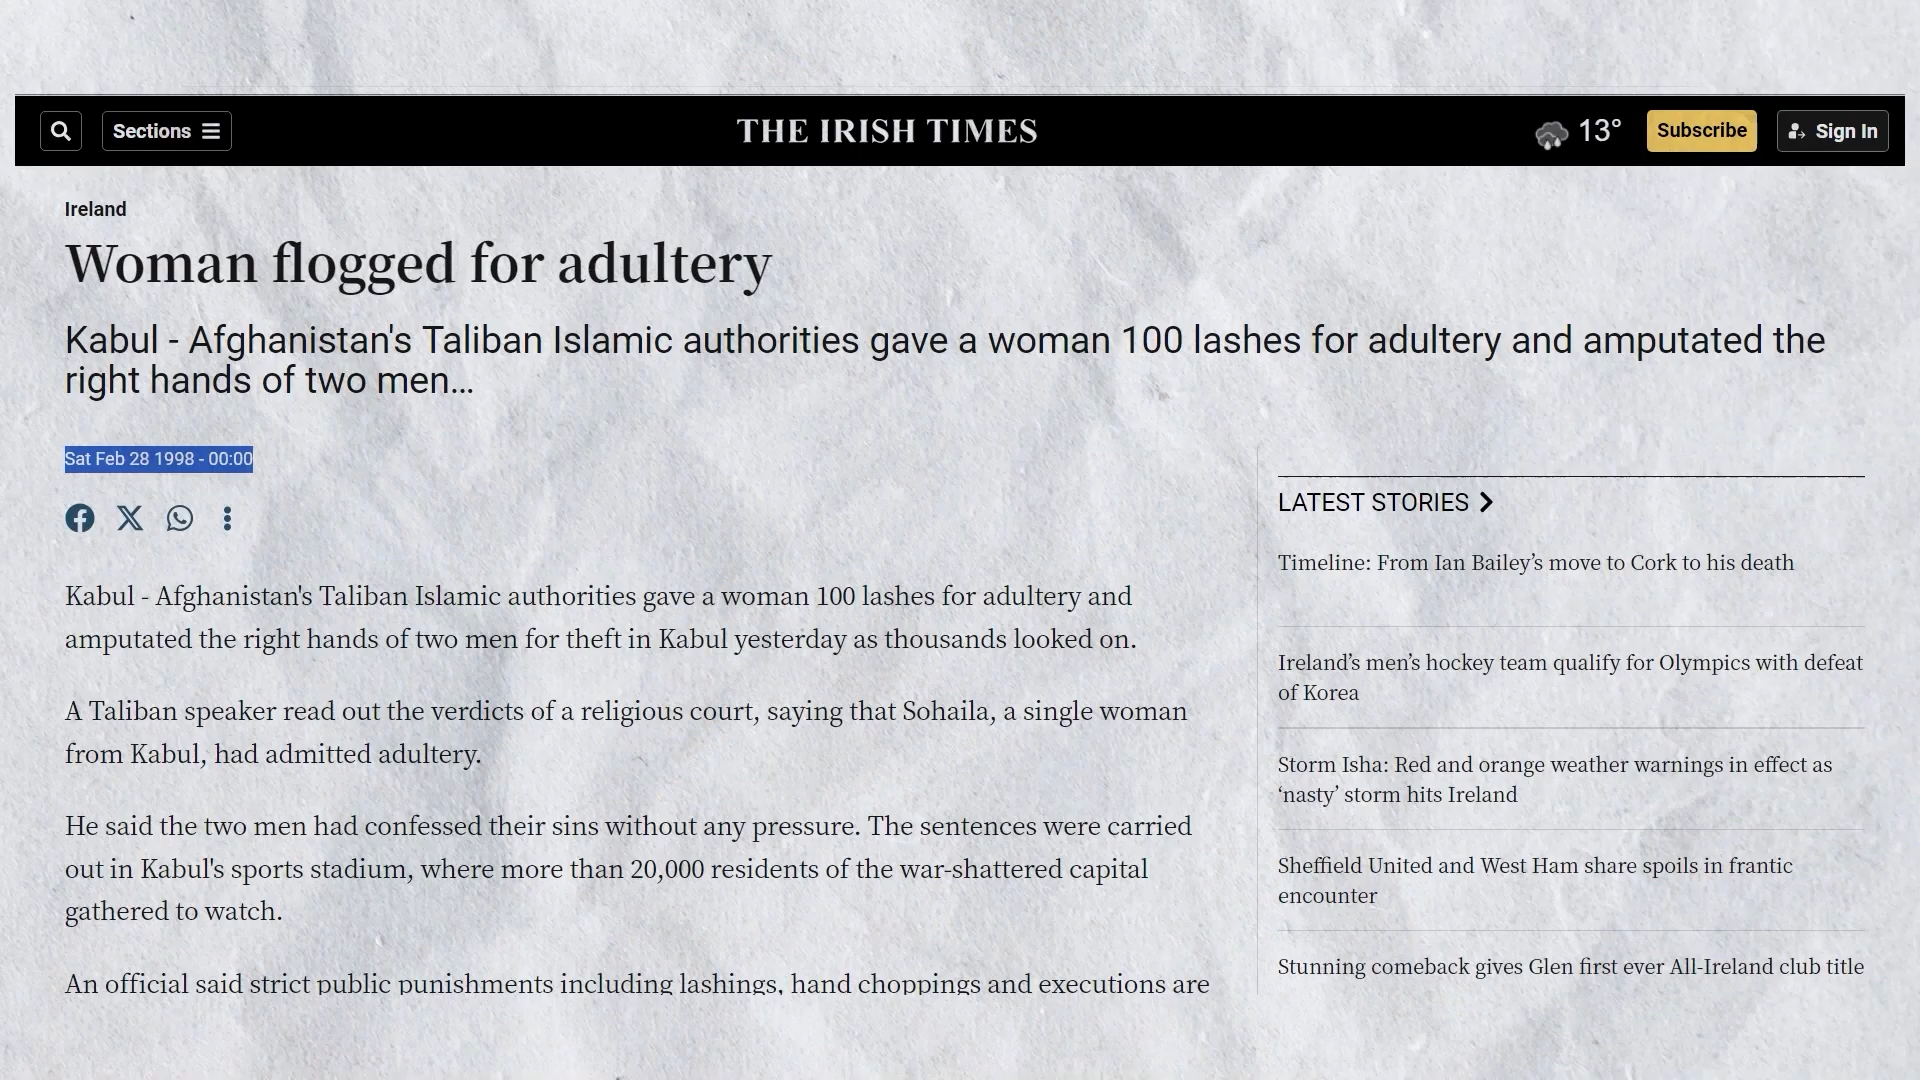 Sections
THE IRISH TIMES
13°
Subscribe
Sign In
Ireland
Woman flogged for adultery
Kabul - Afghanistan's Taliban Islamic authorities gave a woman 100 lashes for adultery and amputated the
right hands of two men...
Sat Feb 28 1998 - 00:00
Kabul - Afghanistan's Taliban Islamic authorities gave a woman 100 lashes for adultery and
amputated the right hands of two men for theft in Kabul yesterday as thousands looked on.
A Taliban speaker read out the verdicts of a religious court, saying that Sohaila, a single woman
from Kabul, had admitted adultery.
He said the two men had confessed their sins without any pressure. The sentences were carried
out in Kabul's sports stadium, where more than 20,000 residents of the war-shattered capital
gathered to watch.
An official said strict public punishments including lashings, hand choppings and executions are
LATEST STORIES
Timeline: From Ian Bailey’s move to Cork to his death
Ireland’s men’s hockey team qualify for Olympics with defeat
of Korea
Storm Isha: Red and orange weather warnings in effect as
‘nasty’ storm hits Ireland
Sheffield United and West Ham share spoils in frantic
encounter
Stunning comeback gives Glen first ever All-Ireland club title